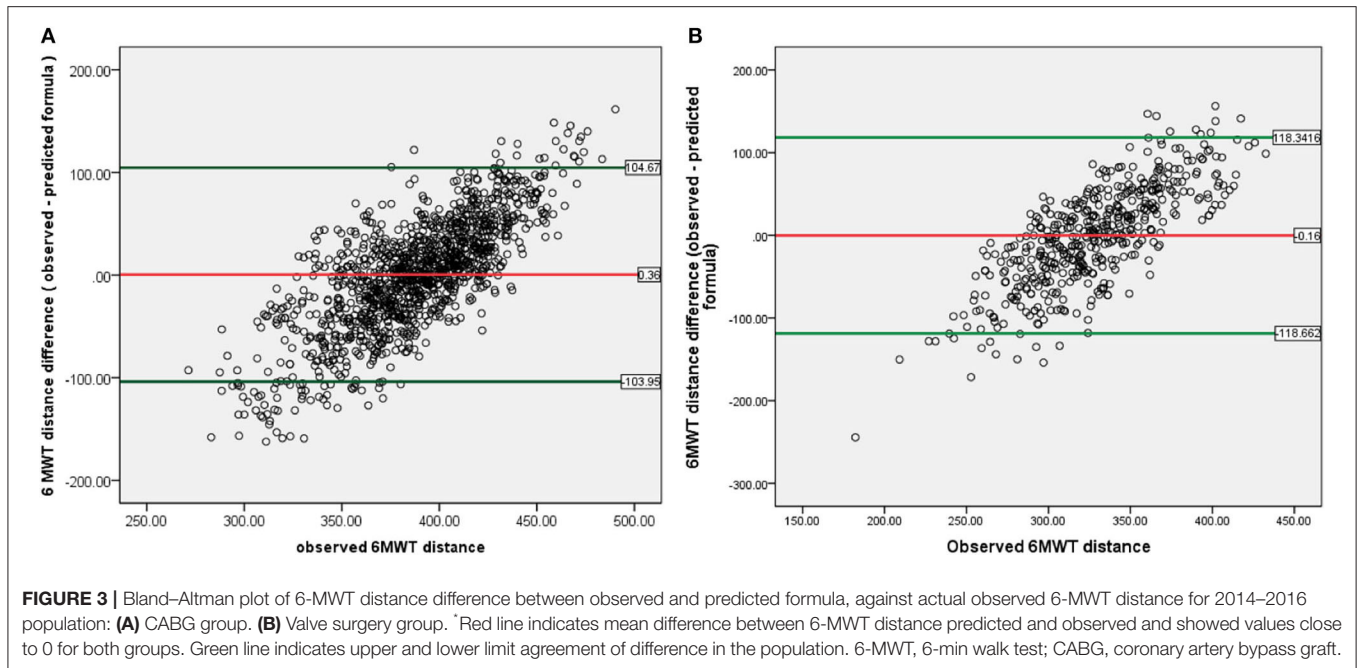 A
6 MWT distance difference ( observed - predicted formula )
200.00
100.00
.00
-100.00
-200.00
104.67
0.36
-103.95
250.00 300.00 350.00 400.00 450.00 500.00
observed 6MWT distance
B
6MWT distance difference (observed - predicted
formula)
200.00
100.00
.00
-100.00
-200.00
-300.00
118.3416
-0.16
-118.662
150.00 200.00 250.00 300.00 350.00 400.00 450.00
Observed 6MWT distance
FIGURE 3 | Bland–Altman plot of 6-MWT distance difference between observed and predicted formula, against actual observed 6-MWT distance for 2014–2016
population: (A) CABG group. (B) Valve surgery group. *Red line indicates mean difference between 6-MWT distance predicted and observed and showed values close
to 0 for both groups. Green line indicates upper and lower limit agreement of difference in the population. 6-MWT, 6-min walk test; CABG, coronary artery bypass graft.